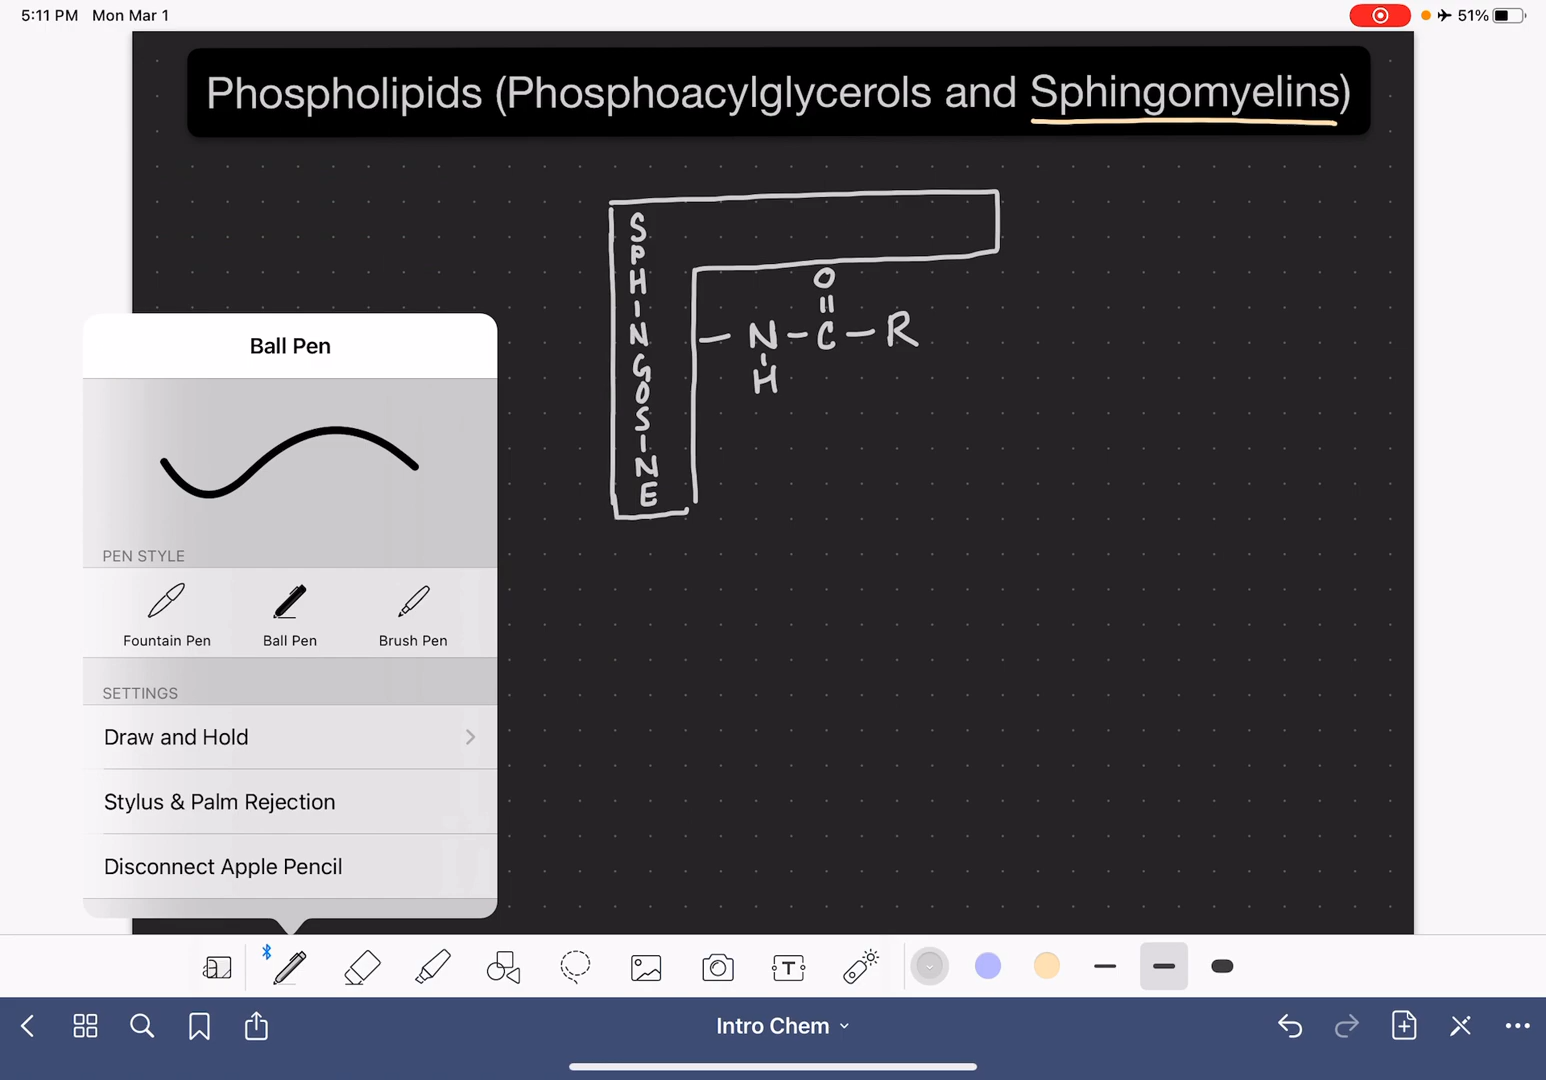 5:11 PM Mon Mar 1
51%
Phospholipids (Phosphoacylglycerols and Sphingomyelins)
S
P
H
I
N
G
O
S
I
N
E
O
N - C - R
H
Ball Pen
PEN STYLE
Fountain Pen
Ball Pen
Brush Pen
SETTINGS
Draw and Hold
Stylus & Palm Rejection
Disconnect Apple Pencil
Intro Chem